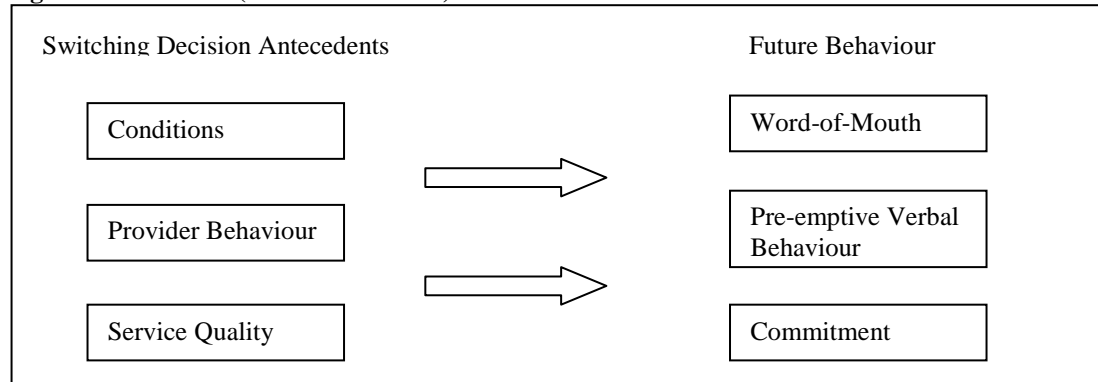 Switching Decision Antecedents
Future Behaviour
Conditions
Word-of-Mouth
Provider Behaviour
Pre-emptive Verbal
Behaviour
Service Quality
Commitment